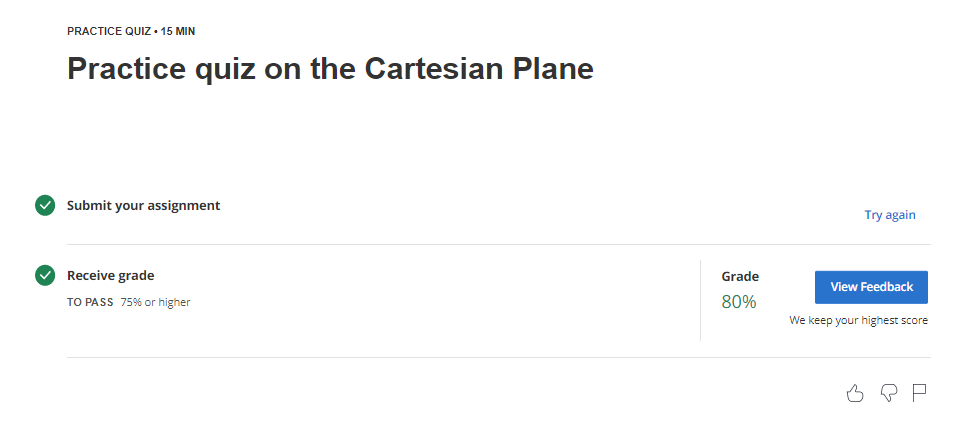 PRACTICE QUIZ • 15 MIN
Practice quiz on the Cartesian Plane
Submit your assignment
Try again
Receive grade
TO PASS 75% or higher
Grade
80%
View Feedback
We keep your highest score